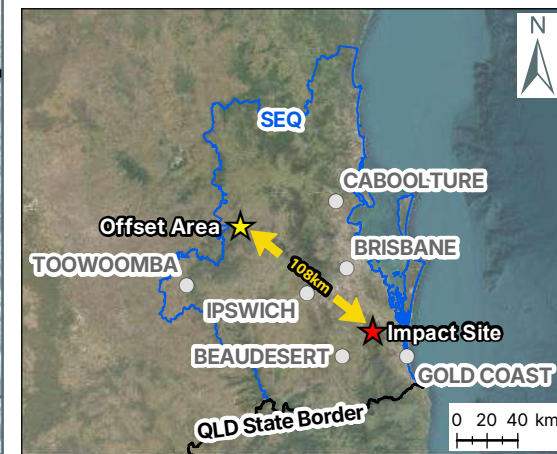 N
SEQ
CABOOLTURE
Offset Area
BRISBANE
TOOWOOMBA
108km
IPSWICH
Impact Site
BEAUDESERT
GOLD COAST
QLD State Border
0 20 40 km